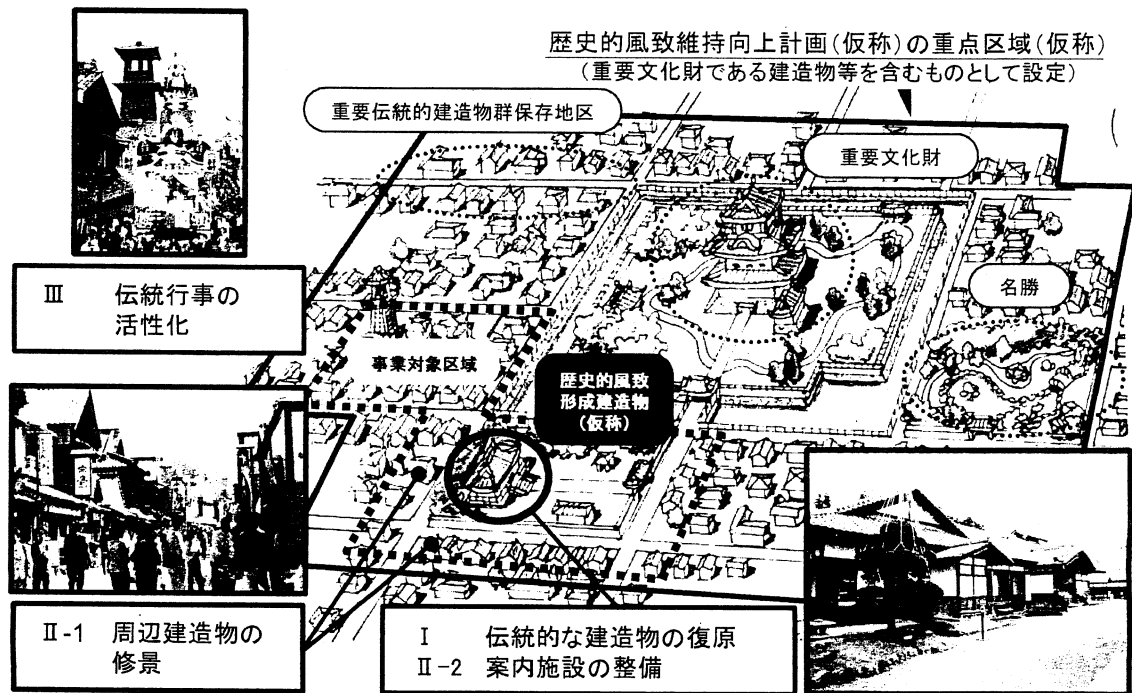 歴史的風致維持向上計画(仮称)の重点区域(仮称)
(重要文化財である建造物等を含むものとして設定)
重要伝統的建造物群保存地区
重要文化財
名勝
Ⅲ 伝統行事の
活性化
事業対象区域
歴史的風致
形成建造物
(仮称)
Ⅱ-1 周辺建造物の
修景
Ⅰ 伝統的な建造物の復原
Ⅱ-2 案内施設の整備